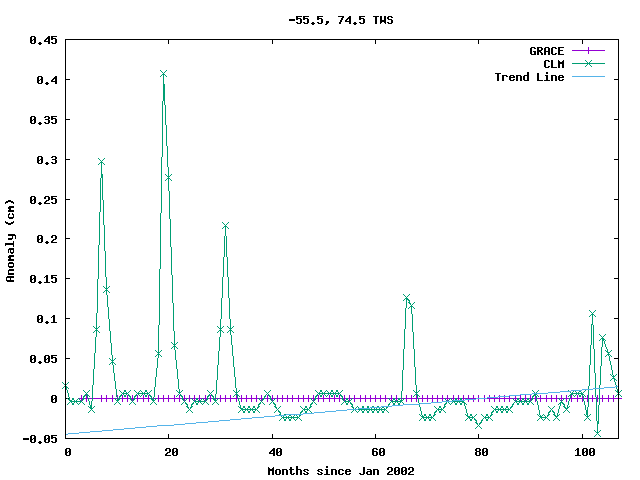 -55.5, 74.5 TWS
0.45
0.4
0.35
0.3
0.25
0.2
0.15
0.1
0.05
0
-0.05
Anomaly (cm)
GRACE
CLM
Trend Line
0 20 40 60 80 100
Months since Jan 2002